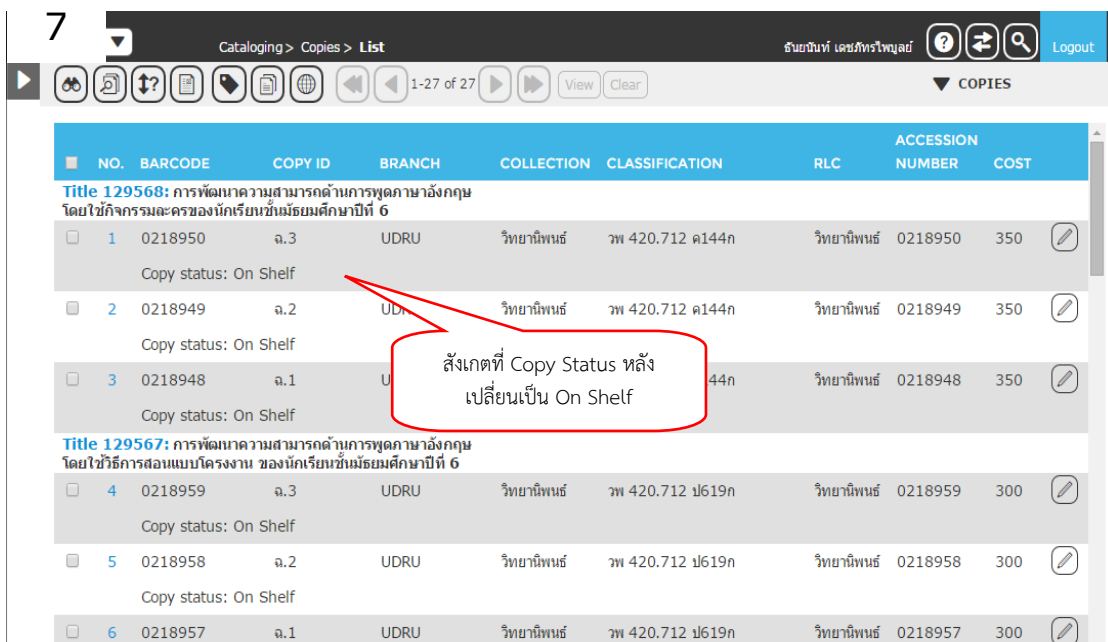 7
Cataloging > Copies > List
ธันยนันท์ เดชภัทรไพบูลย์
Logout
1-27 of 27
View
Clear
COPIES
NO. BARCODE COPY ID BRANCH COLLECTION CLASSIFICATION RLC ACCESSION NUMBER COST
Title 129568: การพัฒนาความสามารถด้านการพูดภาษาอังกฤษ
โดยใช้กิจกรรมละครของนักเรียนชั้นมัธยมศึกษาปีที่ 6
1 0218950 ฉ.3 UDRU วิทยานิพนธ์ วพ 420.712 ค144ก วิทยานิพนธ์ 0218950 350
Copy status: On Shelf
2 0218949 ฉ.2 วิทยานิพนธ์ วพ 420.712 ค144ก วิทยานิพนธ์ 0218949 350
Copy status: On Shelf
สังเกตที่ Copy Status หลัง
เปลี่ยนเป็น On Shelf
3 0218948 ฉ.1 วิทยานิพนธ์ 0218948 350
Copy status: On Shelf
Title 129567: การพัฒนาความสามารถด้านการพูดภาษาอังกฤษ
โดยใช้วิธีการสอนแบบโครงงาน ของนักเรียนชั้นมัธยมศึกษาปีที่ 6
4 0218959 ฉ.3 UDRU วิทยานิพนธ์ วพ 420.712 ป619ก วิทยานิพนธ์ 0218959 300
Copy status: On Shelf
5 0218958 ฉ.2 UDRU วิทยานิพนธ์ วพ 420.712 ป619ก วิทยานิพนธ์ 0218958 300
Copy status: On Shelf
6 0218957 ฉ.1 UDRU วิทยานิพนธ์ วพ 420.712 ป619ก วิทยานิพนธ์ 0218957 300